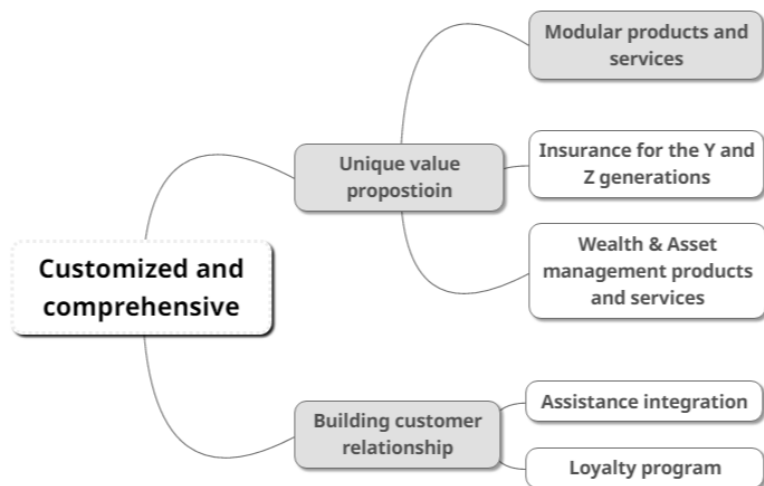 Customized and
comprehensive
Unique value
propostioin
Modular products and
services
Insurance for the Y and
Z generations
Wealth & Asset
management products
and services
Building customer
relationship
Assistance integration
Loyalty program